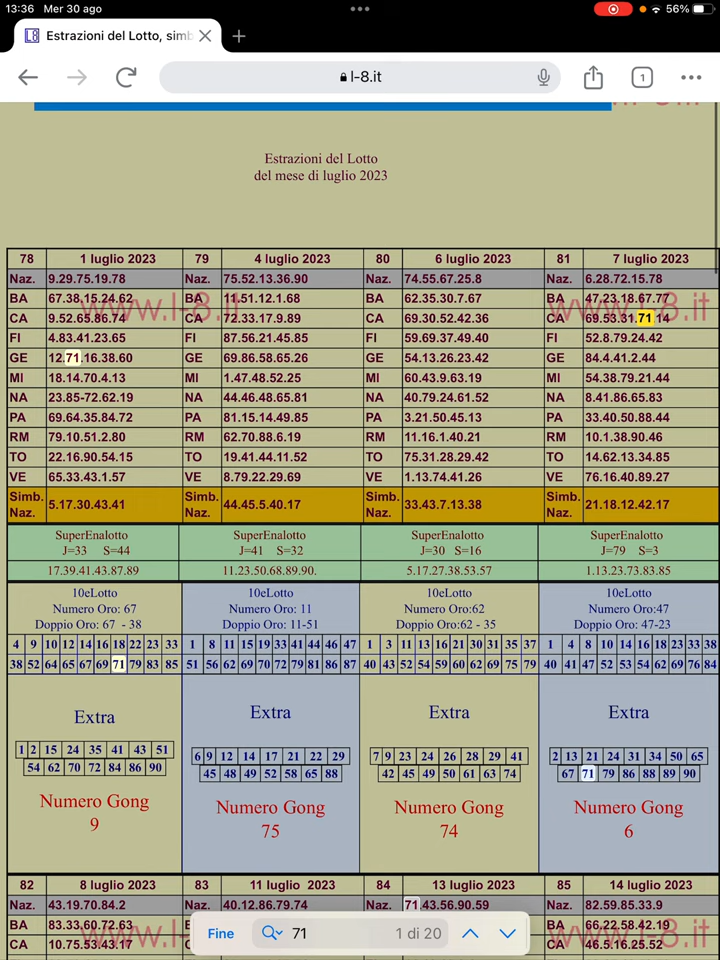 13:36 Mer 30 ago 56%
Estrazioni del Lotto, simb
l-8.it 1
Estrazioni del Lotto
del mese di luglio 2023
78 1 luglio 2023 79 4 luglio 2023 80 6 luglio 2023 81 7 luglio 2023
Naz. 9.29.75.19.78 Naz. 75.52.13.36.90 Naz. 74.55.67.25.8 Naz. 6.28.72.15.78
BA 67.38.15.24.62 BA 11.51.12.1.68 BA 62.35.30.7.67 BA 47.23.18.67.77
CA 9.52.65.86.74 CA 72.33.17.9.89 CA 69.30.52.42.36 CA 69.53.31.71.14
FI 4.83.41.23.65 FI 87.56.21.45.85 FI 59.69.37.49.40 FI 52.8.79.24.42
GE 12.71.16.38.60 GE 69.86.58.65.26 GE 54.13.26.23.42 GE 84.4.41.2.44
MI 18.14.70.4.13 MI 1.47.48.52.25 MI 60.43.9.63.19 MI 54.38.79.21.44
NA 23.85-72.62.19 NA 44.46.48.65.81 NA 40.79.24.61.52 NA 8.41.86.65.83
PA 69.64.35.84.72 PA 81.15.14.49.85 PA 3.21.50.45.13 PA 33.40.50.88.44
RM 79.10.51.2.80 RM 62.70.88.6.19 RM 11.16.1.40.21 RM 10.1.38.90.46
TO 22.16.90.54.15 TO 19.41.44.11.52 TO 75.31.28.29.42 TO 14.62.13.34.85
VE 65.33.43.1.57 VE 8.79.22.29.69 VE 1.13.74.41.26 VE 76.16.40.89.27
Simb. Naz. 5.17.30.43.41 Simb. Naz. 44.45.5.40.17 Simb. Naz. 33.43.7.13.38 Simb. Naz. 21.18.12.42.17
SuperEnalotto SuperEnalotto SuperEnalotto SuperEnalotto
J=33 S=44 J=41 S=32 J=30 S=16 J=79 S=3
17.39.41.43.87.89 11.23.50.68.89.90. 5.17.27.38.53.57 1.13.23.73.83.85
10eLotto 10eLotto 10eLotto 10eLotto
Numero Oro: 67 Numero Oro: 11 Numero Oro:62 Numero Oro:47
Doppio Oro: 67 - 38 Doppio Oro: 11-51 Doppio Oro:62 - 35 Doppio Oro: 47-23
4 9 10 12 14 16 18 22 23 33 1 8 11 15 19 33 41 44 46 47 1 3 11 13 16 21 30 31 35 37 1 4 8 10 14 16 18 23 33 38
38 52 64 65 67 69 71 79 83 85 51 56 62 69 70 72 79 81 86 87 40 43 52 54 59 60 62 69 75 79 40 41 47 52 53 54 62 69 76 84
Extra Extra Extra Extra
1 2 15 24 35 41 43 51 6 9 12 14 17 21 22 29 7 9 23 24 26 28 29 41 2 13 21 24 31 34 50 65
54 62 70 72 84 86 90 45 48 49 52 58 65 88 42 45 49 50 61 63 74 67 71 79 86 88 89 90
Numero Gong Numero Gong Numero Gong Numero Gong
9 75 74 6
82 8 luglio 2023 83 11 luglio 2023 84 13 luglio 2023 85 14 luglio 2023
Naz. 43.19.70.84.2 Naz. 40.12.86.79.74 Naz. 71.43.56.90.59 Naz. 82.59.85.33.9
BA 83.33.60.72.63 BA 66.22.58.42.19
CA 10.75.53.43.17 CA 46.5.16.25.52
Fine 71 1 di 20
www.l-8.it
www.l-8.it